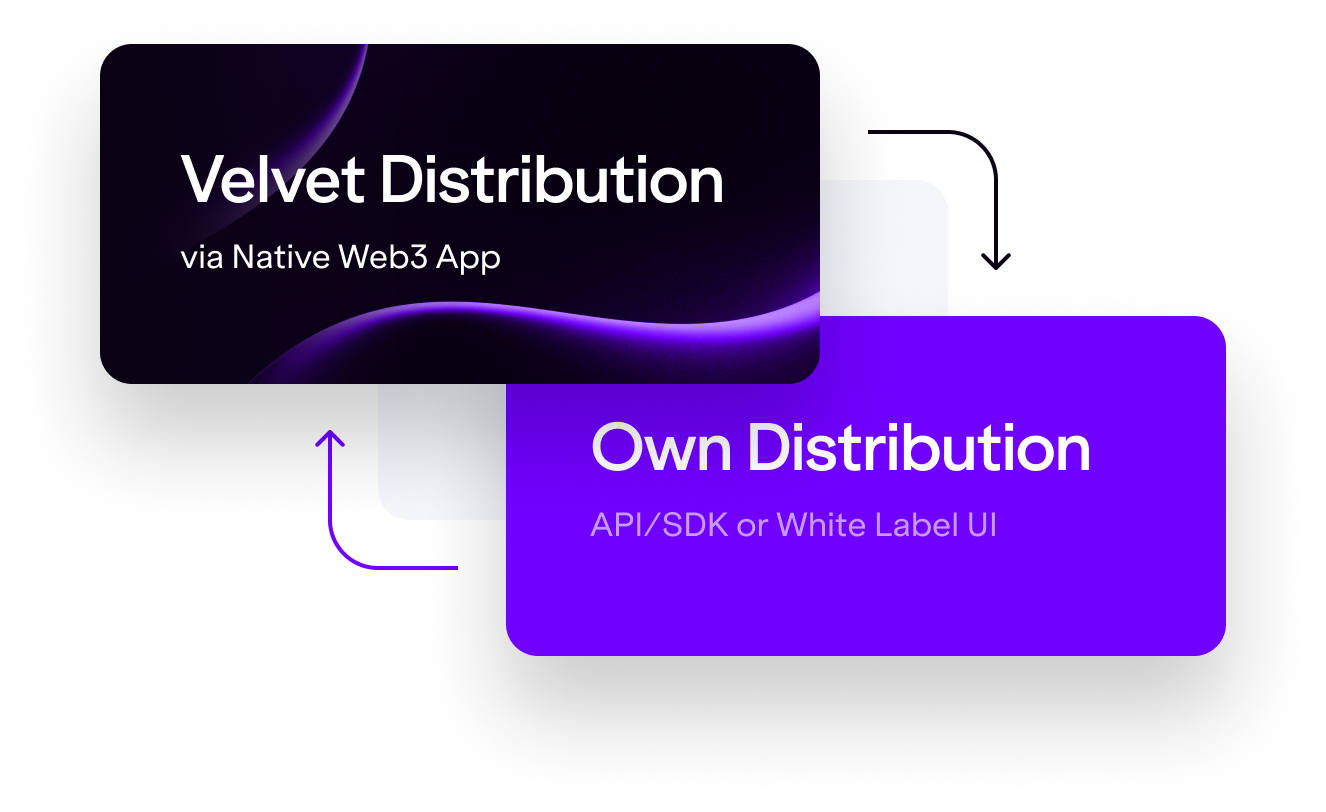 Velvet Distribution
via Native Web3 App
Own Distribution
API/SDK or White Label UI